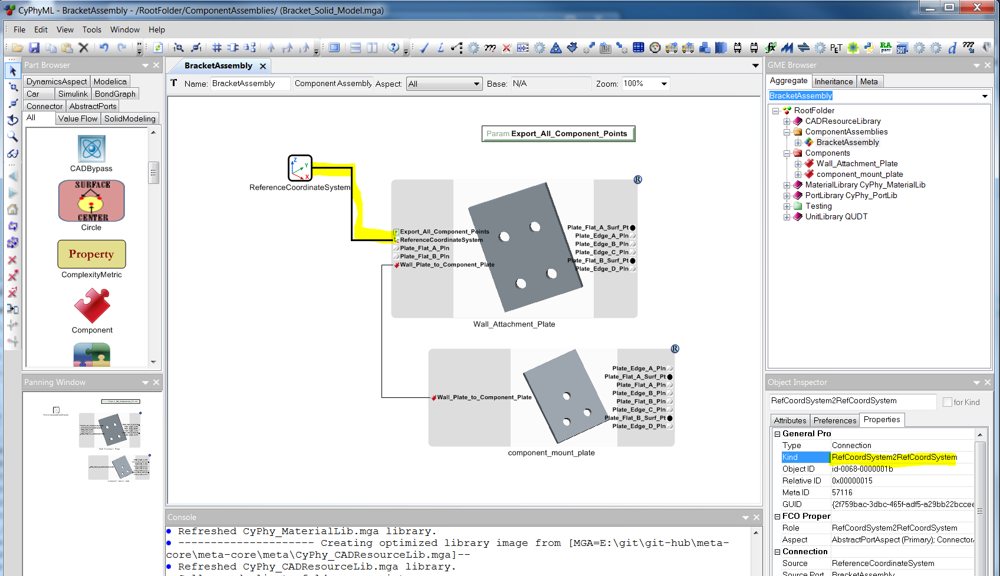 CyPhyML - BracketAssembly - /RootFolder/ComponentAssemblies/ (Bracket_Solid_Model.mga)
File Edit View Tools Window Help
Part Browser
DynamicsAspect Modelica
Car Simulink BondGraph
Connector AbstractPorts
All Value Flow SolidModeling
CADBypass
SURFACE
CENTER
Circle
Property
ComplexityMetric
Component
Panning Window
BracketAssembly
T Name: BracketAssembly Component Assembly Aspect: All Base: N/A Zoom: 100%
Param Export_All_Component_Points
Z
Y
X
ReferenceCoordinateSystem
R
Export_All_Component_Points
ReferenceCoordinateSystem
Plate_Flat_A_Pln
Plate_Flat_B_Pln
Wall_Plate_to_Component_Plate
Plate_Flat_A_Surf_Pt
Plate_Edge_A_Pln
Plate_Edge_B_Pln
Plate_Edge_C_Pln
Plate_Flat_B_Surf_Pt
Plate_Edge_D_Pln
Wall_Attachment_Plate
R
Wall_Plate_to_Component_Plate
Plate_Edge_A_Pln
Plate_Flat_A_Surf_Pt
Plate_Flat_A_Pln
Plate_Edge_B_Pln
Plate_Flat_B_Pln
Plate_Edge_C_Pln
Plate_Flat_B_Surf_Pt
Plate_Edge_D_Pln
component_mount_plate
Console
Refreshed CyPhy_MaterialLib.mga library.
--------------------- Creating optimized library image from [MGA=E:\git\git-hub\meta-
core\meta-core\meta\CyPhy_CADResourceLib.mga]--
Refreshed CyPhy_CADResourceLib.mga library.
GME Browser
Aggregate Inheritance Meta
BracketAssembly
RootFolder
CADResourceLibrary
ComponentAssemblies
BracketAssembly
Components
Wall_Attachment_Plate
component_mount_plate
MaterialLibrary CyPhy_MaterialLib
PortLibrary CyPhy_PortLib
Testing
UnitLibrary QUDT
Object Inspector
RefCoordSystem2RefCoordSystem for Kind
Attributes Preferences Properties
General Pro
Type Connection
Kind RefCoordSystem2RefCoordSystem
Object ID id-0068-0000001b
Relative ID 0x00000015
Meta ID 57116
GUID {2f759bac-3dbc-465f-adf5-a29bb22bccee
FCO Proper
Role RefCoordSystem2RefCoordSystem
Aspect AbstractPortAspect (Primary); Connector
Connection
Source ReferenceCoordinateSystem
Source Port BracketAssembly